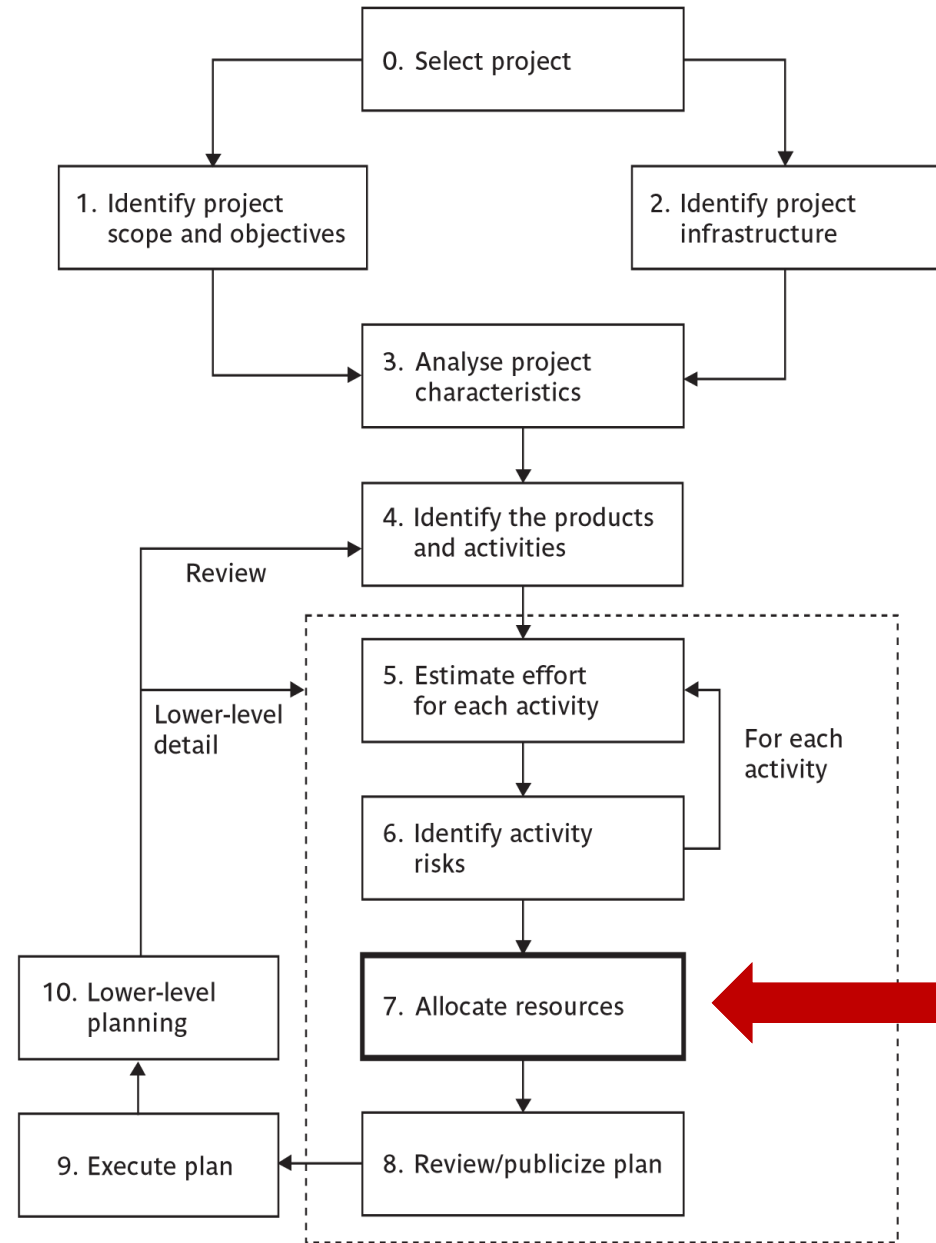 0. Select project
1. Identify project
scope and objectives
2. Identify project
infrastructure
3. Analyse project
characteristics
4. Identify the products
and activities
Review
5. Estimate effort
for each activity
Lower-level
detail
For each
activity
6. Identify activity
risks
7. Allocate resources
10. Lower-level
planning
8. Review/publicize plan
9. Execute plan